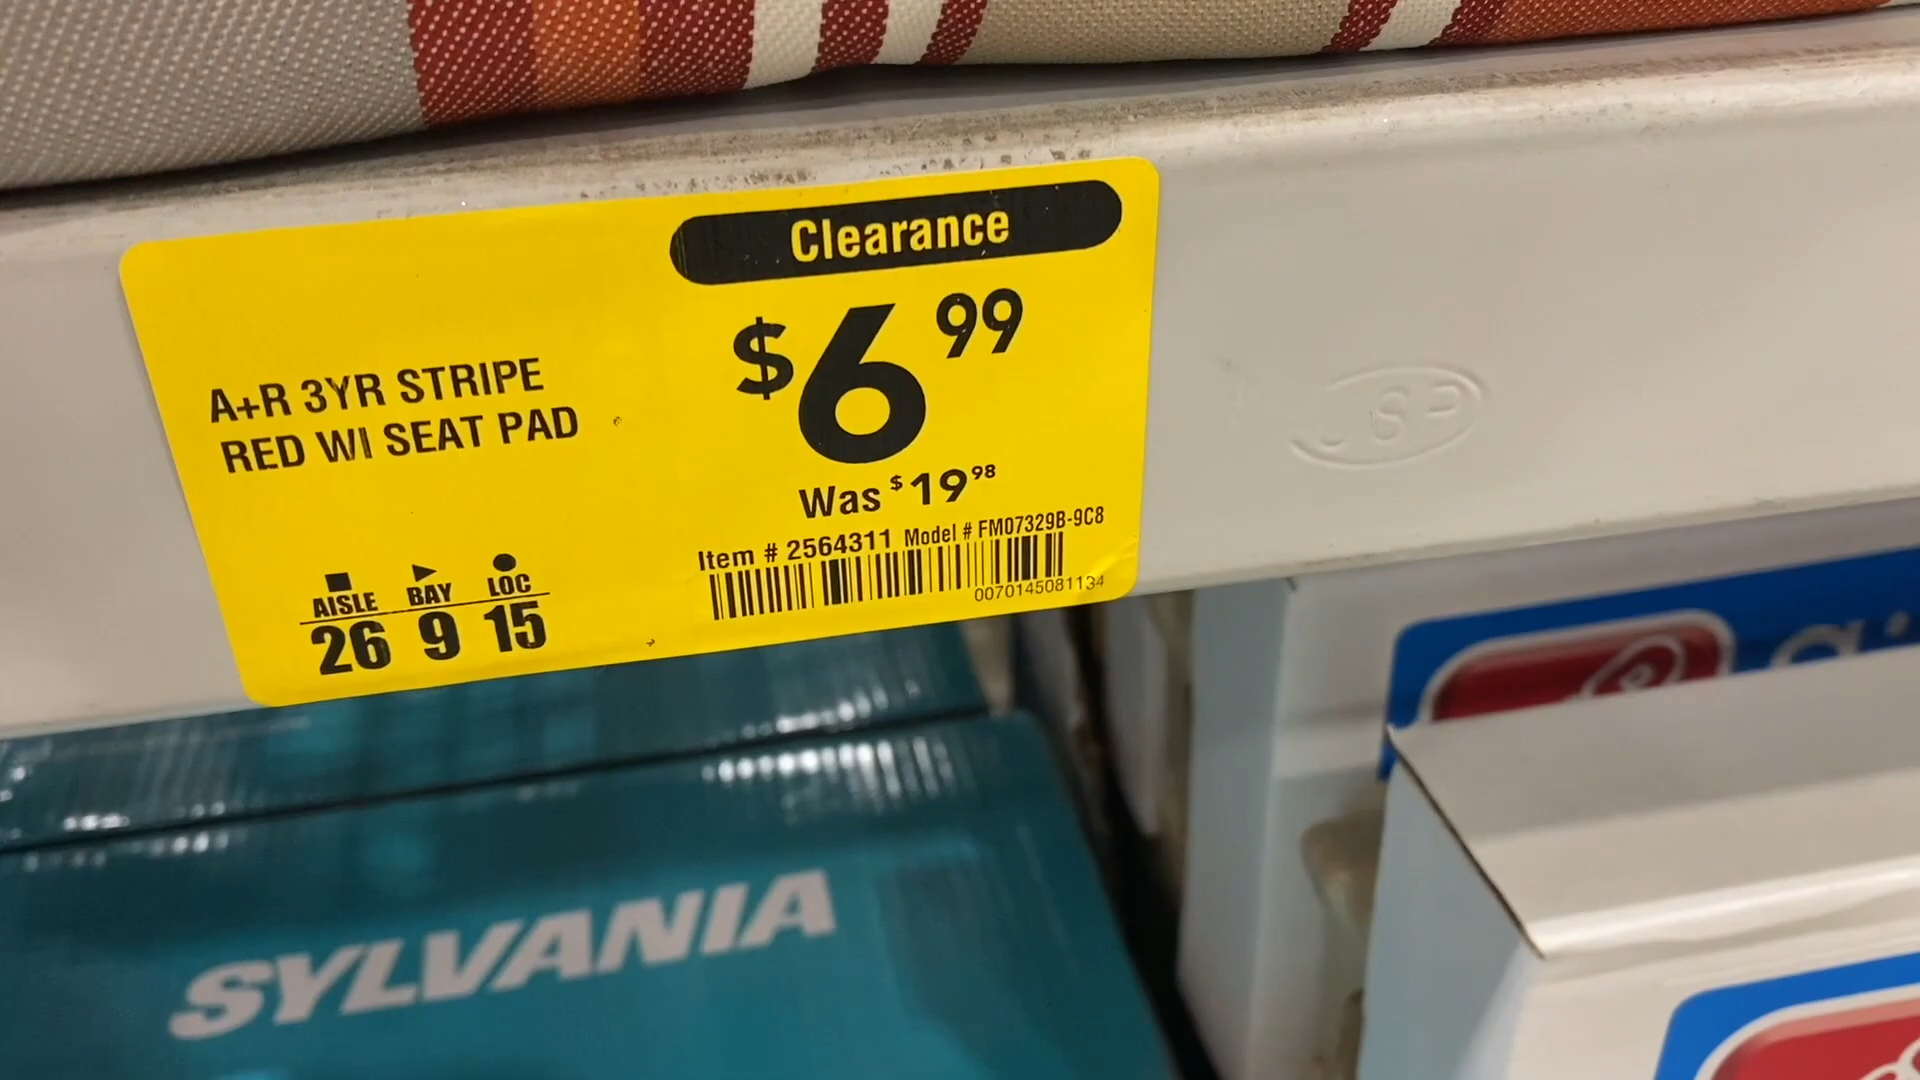 Clearance
$6 99
A+R 3YR STRIPE
RED WI SEAT PAD
Was $19 98
Item # 2564311 Model # FM07329B-9C8
0070145081134
AISLE BAY LOC
26 9 15
SYLVANIA